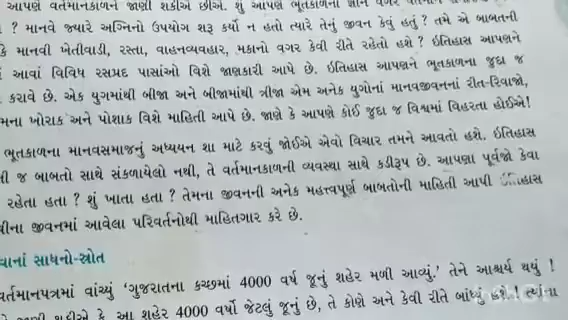 આપણે વર્તમાનકાળને જાણી શકીએ છીએ. શું આપણે ભૂતકાળના જ્ઞાન વગર
? માનવે જ્યારે અગ્નિનો ઉપયોગ શરૂ કર્યો ન હતો ત્યારે તેનું જીવન કેવું હતું ? તમે એ બાબતની
કે માનવી ખેતીવાડી, રસ્તા, વાહનવ્યવહાર, મકાનો વગર કેવી રીતે રહેતો હશે ? ઇતિહાસ આપણને
આવાં વિવિધ રસપ્રદ પાસાંઓ વિશે જાણકારી આપે છે. ઇતિહાસ આપણને ભૂતકાળના જુદા જ
કરાવે છે. એક યુગમાંથી બીજા અને બીજામાંથી ત્રીજા એમ અનેક યુગોનાં માનવજીવનનાં રીત-રિવાજો,
મના ખોરાક અને પોશાક વિશે માહિતી આપે છે. જાણે કે આપણે કોઈ જુદા જ વિશ્વમાં વિહરતા હોઈએ!
ભૂતકાળના માનવસમાજનું અધ્યયન શા માટે કરવું જોઈએ એવો વિચાર તમને આવતો હશે. ઇતિહાસ
ની જ બાબતો સાથે સંકળાયેલો નથી, તે વર્તમાનકાળની વ્યવસ્થા સાથે કડીરૂપ છે. આપણા પૂર્વજો કેવા
રહેતા હતા ? શું ખાતા હતા ? તેમના જીવનની અનેક મહત્ત્વપૂર્ણ બાબતોની માહિતી આપી ઇતિહાસ
વીના જીવનમાં આવેલા પરિવર્તનોથી માહિતગાર કરે છે.
વાનાં સાધનો-સ્રોત
વર્તમાનપત્રમાં વાંચ્યું ‘ગુજરાતના કચ્છમાં 4000 વર્ષ જૂનું શહેર મળી આવ્યું.’ તેને આશ્ચર્ય થયું !
શકીએ કે આ શહેર 4000 વર્ષો જેટલું જૂનું છે, તે કોણે અને કેવી રીતે બાંધ્યું હશે.